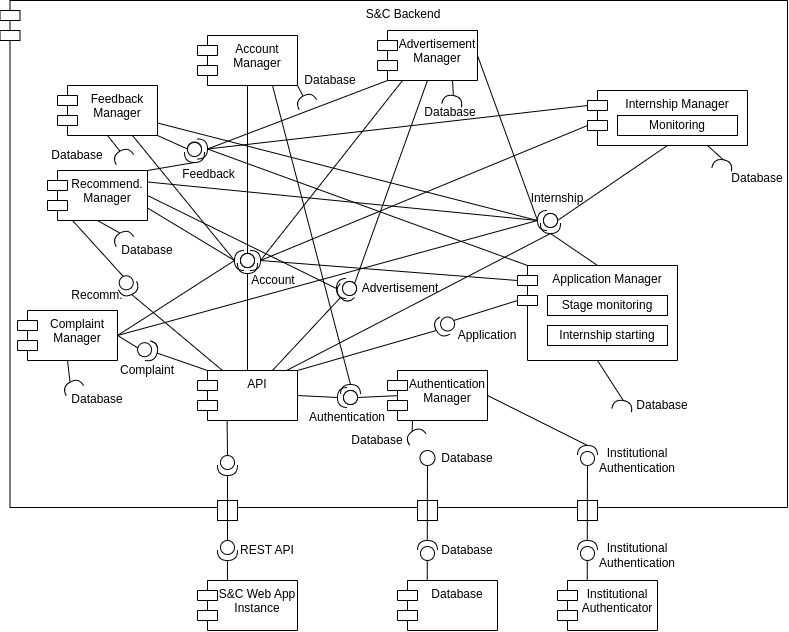 S&C Backend
Account
Manager
Advertisement
Manager
Database
Database
Feedback
Manager
Internship Manager
Monitoring
Database
Feedback
Database
Recommend.
Manager
Internship
Database
Account
Advertisement
Application Manager
Stage monitoring
Internship starting
Recomm.
Complaint
Manager
Application
Complaint
Database
API
Authentication
Authentication
Manager
Database
Database
Database
Institutional
Authentication
REST API
Database
Institutional
Authentication
S&C Web App
Instance
Database
Institutional
Authenticator